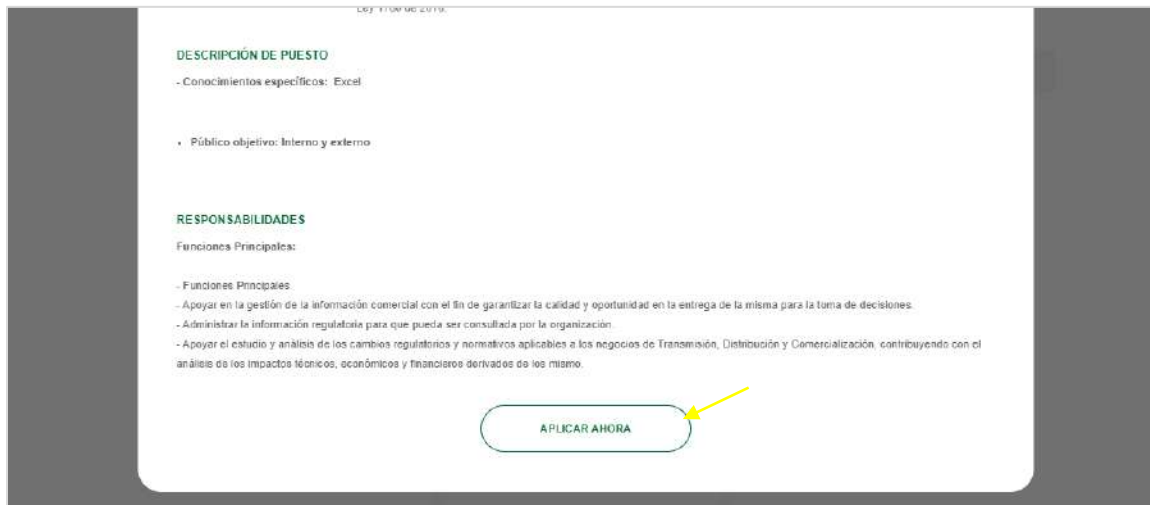 Ley 1780 de 2016.
DESCRIPCIÓN DE PUESTO
- Conocimientos específicos: Excel
• Público objetivo: Interno y externo
RESPONSABILIDADES
Funciones Principales:
- Funciones Principales
- Apoyar en la gestión de la información comercial con el fin de garantizar la calidad y oportunidad en la entrega de la misma para la toma de decisiones.
- Administrar la información regulatoria para que pueda ser consultada por la organización.
- Apoyar el estudio y análisis de los cambios regulatorios y normativos aplicables a los negocios de Transmisión, Distribución y Comercialización, contribuyendo con el
análisis de los impactos técnicos, económicos y financieros derivados de los mismo.
APLICAR AHORA